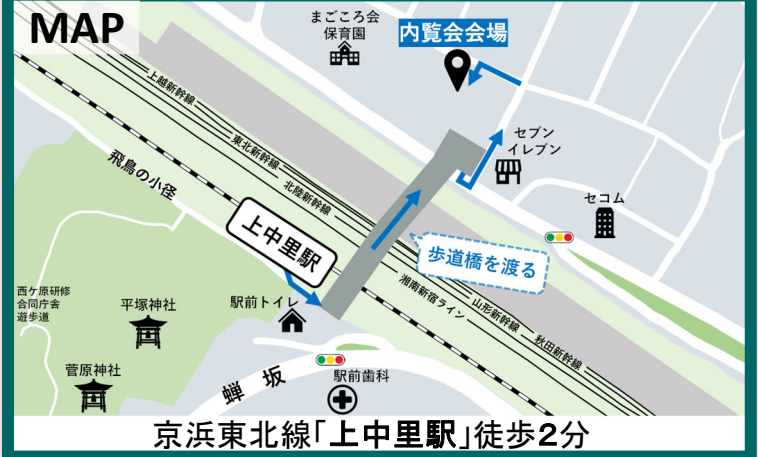 MAP
まごころ会
保育園
内覧会会場
上越新幹線
東北新幹線
北陸新幹線
飛鳥の小径
セブン
イレブン
セコム
上中里駅
歩道橋を渡る
湘南新宿ライン
山形新幹線
秋田新幹線
西ケ原研修
合同庁舎
遊歩道
平塚神社
駅前トイレ
菅原神社
蝉坂
駅前歯科
京浜東北線「上中里駅」徒歩2分